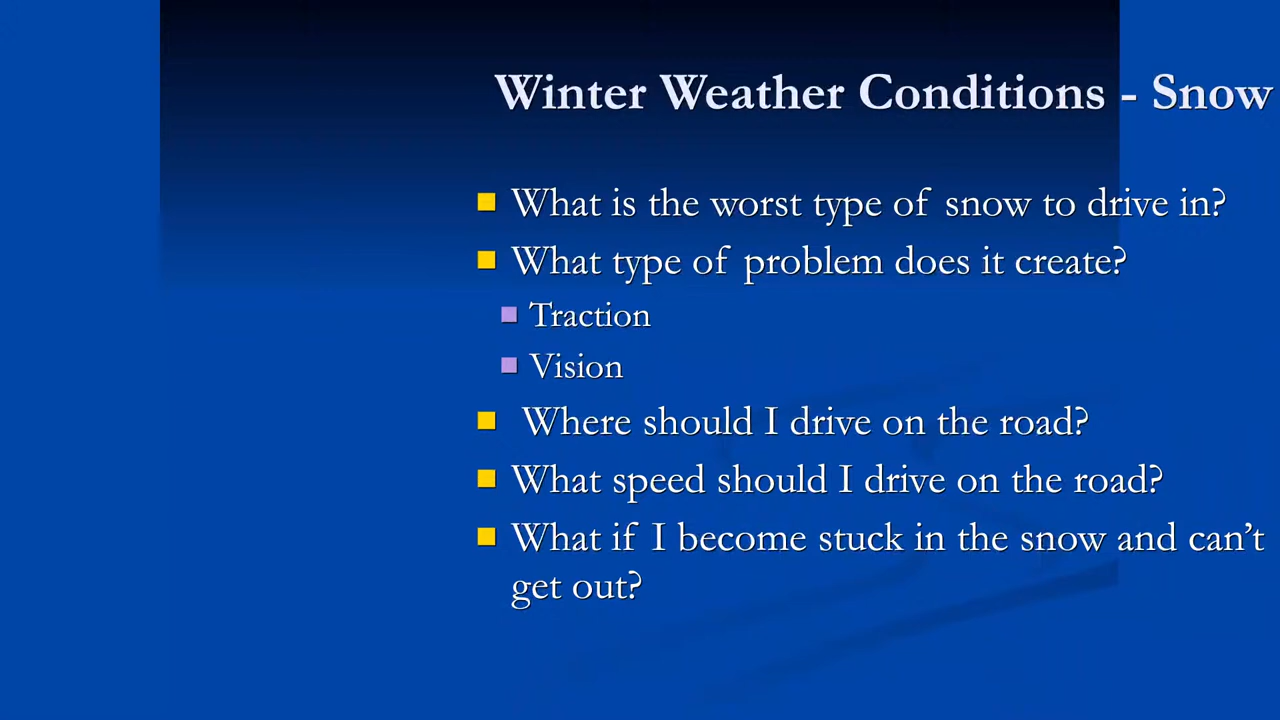 Winter Weather Conditions - Snow
What is the worst type of snow to drive in?
What type of problem does it create?
Traction
Vision
Where should I drive on the road?
What speed should I drive on the road?
What if I become stuck in the snow and can’t
get out?